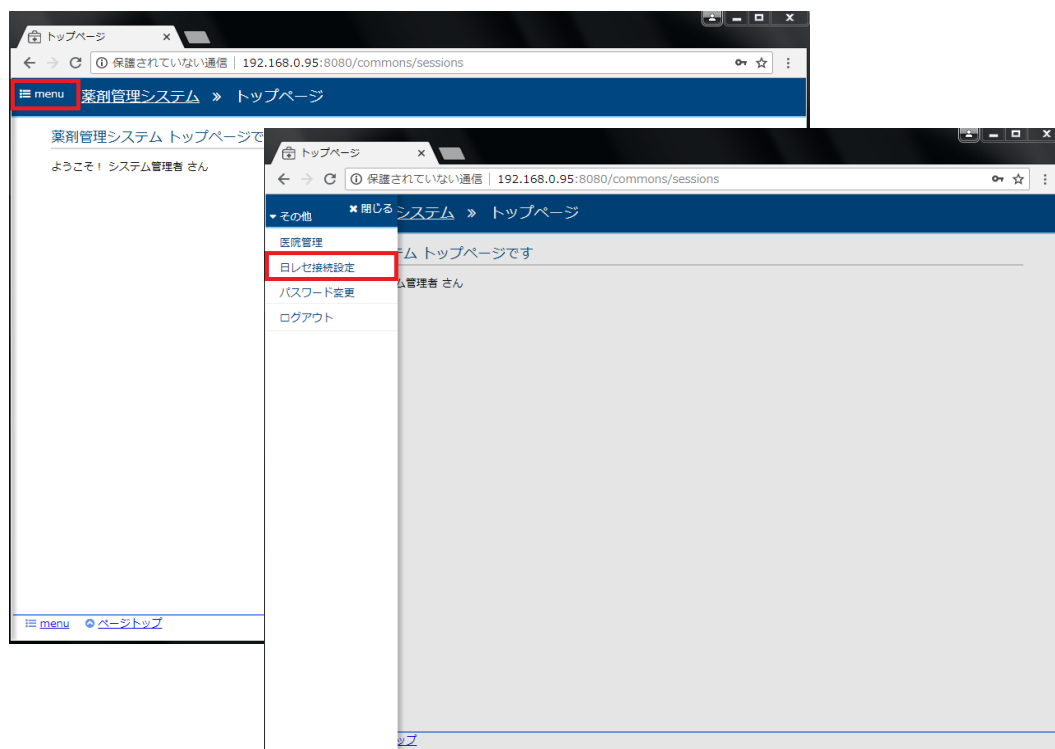 トップページ
保護されていない通信 | 192.168.0.95:8080/commons/sessions
menu 薬剤管理システム » トップページ
薬剤管理システム トップページで
ようこそ！ システム管理者 さん
menu ページトップ
トップページ
保護されていない通信 | 192.168.0.95:8080/commons/sessions
その他 閉じる システム » トップページ
医院管理
テム トップページです
日レセ接続設定
ム管理者 さん
パスワード変更
ログアウト
ップ